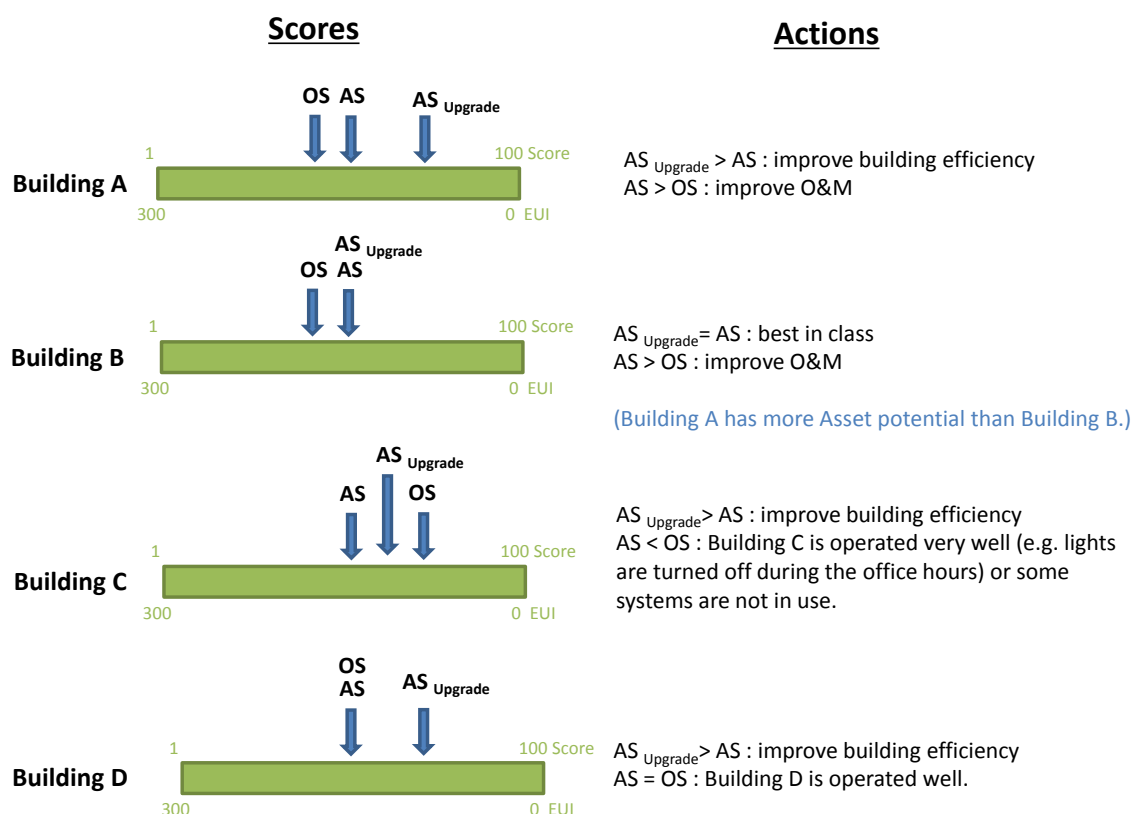 Scores
Actions
OS AS AS Upgrade
1 100 Score
Building A
300 0 EUI
AS Upgrade > AS : improve building efficiency
AS > OS : improve O&M
AS Upgrade
OS AS
1 100 Score
Building B
300 0 EUI
AS Upgrade= AS : best in class
AS > OS : improve O&M
(Building A has more Asset potential than Building B.)
AS Upgrade
AS OS
1 100 Score
Building C
300 0 EUI
AS Upgrade> AS : improve building efficiency
AS < OS : Building C is operated very well (e.g. lights
are turned off during the office hours) or some
systems are not in use.
OS
AS AS Upgrade
1 100 Score
Building D
300 0 EUI
AS Upgrade> AS : improve building efficiency
AS = OS : Building D is operated well.